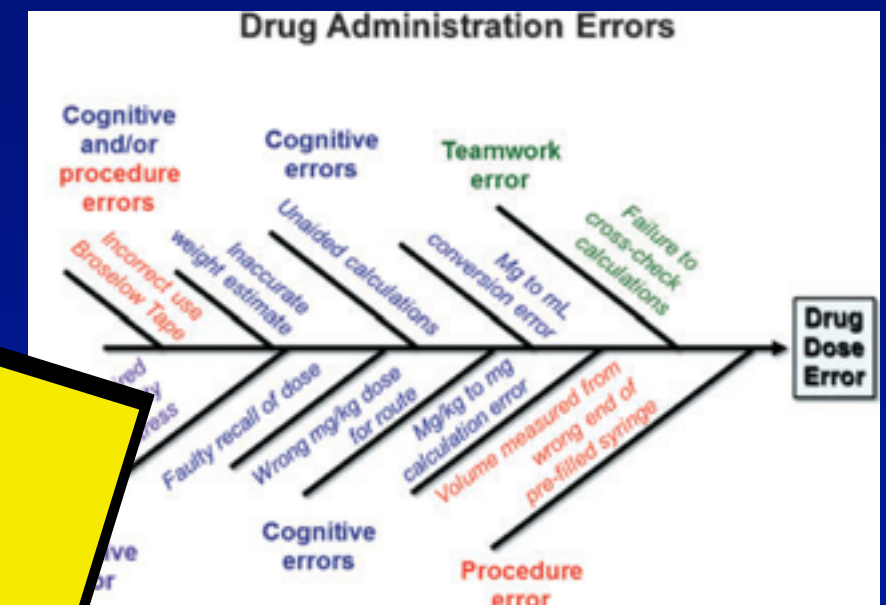 Drug Administration Errors
Cognitive
and/or
procedure
errors
Cognitive
errors
Teamwork
error
Incorrect use
Broselow Tape
Inaccurate
weight estimate
Unaided calculations
Mg to mL
conversion error
Failure to
cross-check
calculations
Drug
Dose
Error
Faulty recall of dose
Wrong mg/kg dose
for route
Mg/kg to mg
calculation error
Volume measured from
wrong end of
pre-filled syringe
Cognitive
errors
Procedure
error